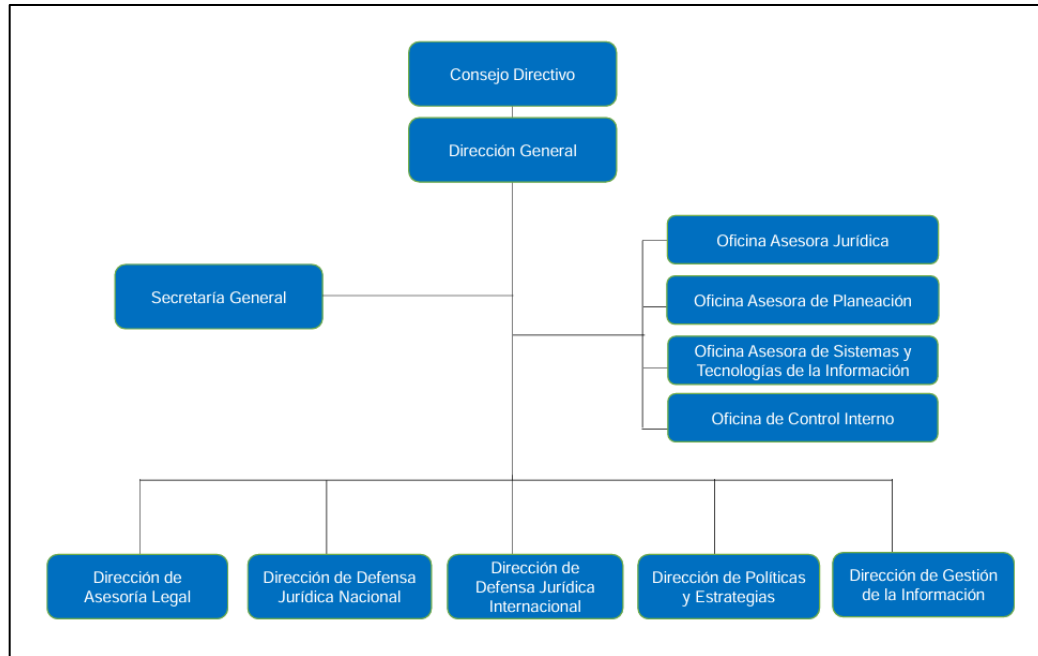 Consejo Directivo
Dirección General
Secretaría General
Oficina Asesora Jurídica
Oficina Asesora de Planeación
Oficina Asesora de Sistemas y
Tecnologías de la Información
Oficina de Control Interno
Dirección de
Asesoría Legal
Dirección de Defensa
Jurídica Nacional
Dirección de
Defensa Jurídica
Internacional
Dirección de Políticas
y Estrategias
Dirección de Gestión
de la Información